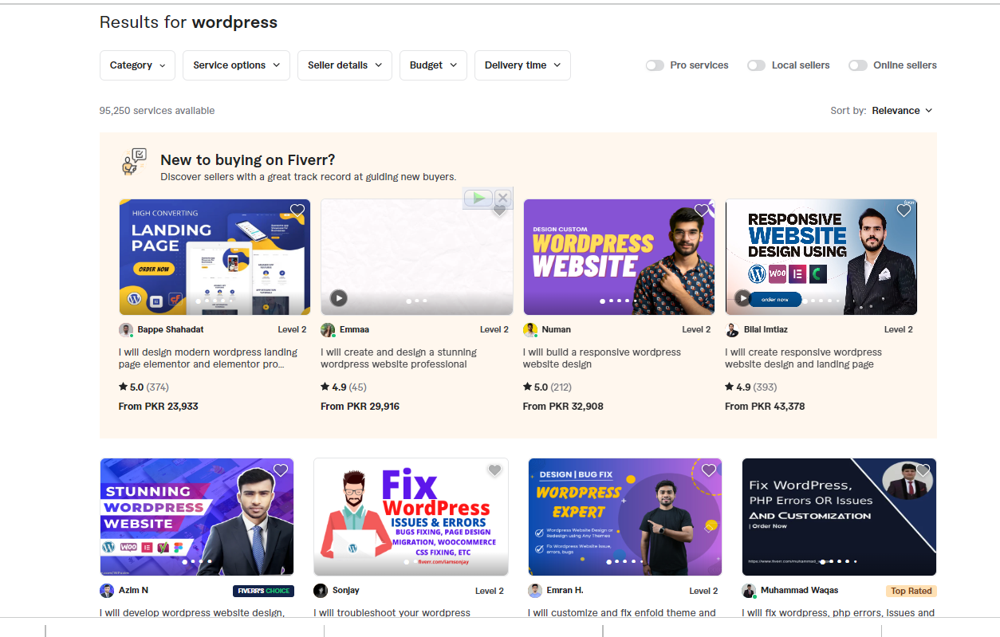 Results for wordpress
Category
Service options
Seller details
Budget
Delivery time
Pro services
Local sellers
Online sellers
95,250 services available
Sort by: Relevance
New to buying on Fiverr?
Discover sellers with a great track record at guiding new buyers.
HIGH CONVERTING
LANDING
PAGE
ORDER NOW
DESIGN CUSTOM
WORDPRESS
WEBSITE
RESPONSIVE
WEBSITE
DESIGN USING
WOO
order now
Bappe Shahadat
Level 2
Emmaa
Level 2
Numan
Level 2
Bilal Imtiaz
Level 2
I will design modern wordpress landing
page elementor and elementor pro...
I will create and design a stunning
wordpress website professional
I will build a responsive wordpress
website design
I will create responsive wordpress
website design and landing page
5.0 (374)
4.9 (45)
5.0 (212)
4.9 (393)
From PKR 23,933
From PKR 29,916
From PKR 32,908
From PKR 43,378
STUNNING
WORDPRESS
WEBSITE
WOO
Fix
WordPress
ISSUES & ERRORS
BUGS FIXING, PAGE DESIGN
MIGRATION, WOOCOMMERCE
CSS FIXING, ETC
fiverr.com/iamsonjay
DESIGN | BUG FIX
WORDPRESS
EXPERT
Wordpress Website Design or
Redesign using Any Themes
Fix Wordpress Website Issue,
errors, bugs
Fix WordPress,
PHP Errors OR Issues
And Customization
| Order Now
Azim N
FIVERR'S CHOICE
Sonjay
Level 2
Emran H.
Level 2
Muhammad Waqas
Top Rated
I will develop wordpress website design,
I will troubleshoot your wordpress
I will customize and fix enfold theme and
I will fix wordpress, php errors, issues and